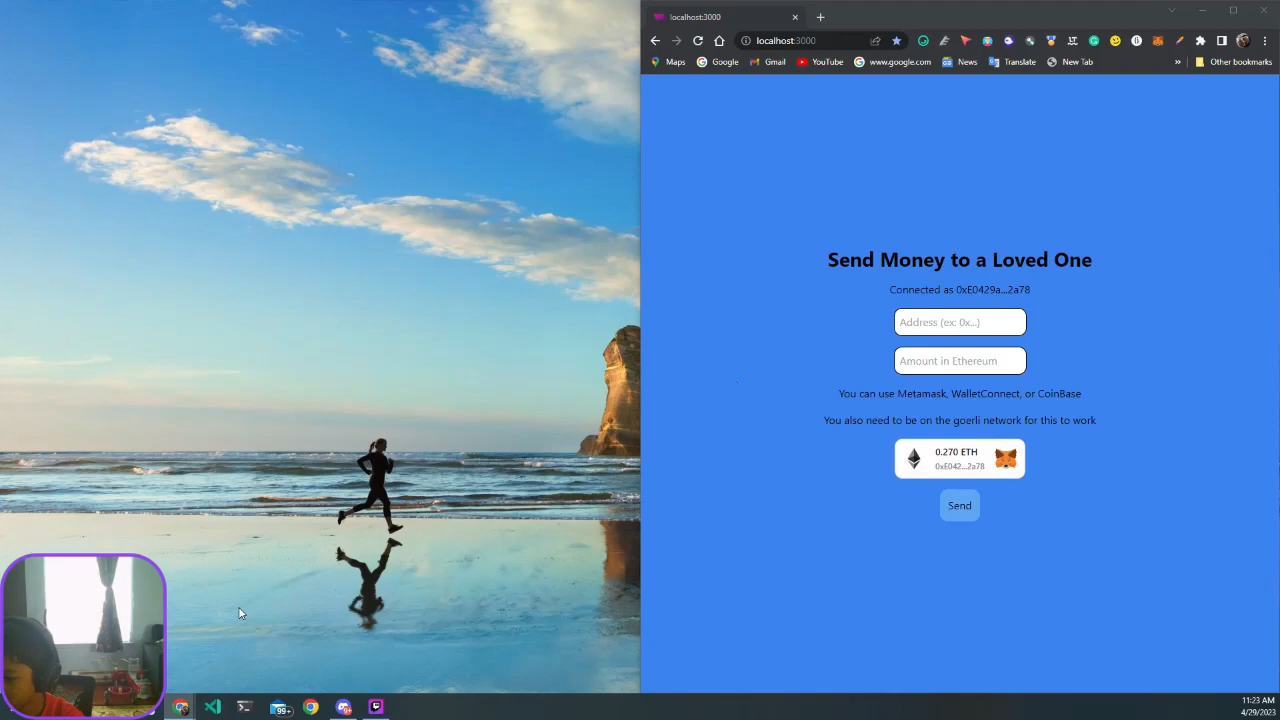 localhost:3000
localhost:3000
Maps Google Gmail YouTube www.google.com News Translate New Tab » Other bookmarks
Send Money to a Loved One
Connected as 0xE0429a...2a78
Address (ex: 0x...)
Amount in Ethereum
You can use Metamask, WalletConnect, or CoinBase
You also need to be on the goerli network for this to work
0.270 ETH
0xE042...2a78
Send
99+
11:23 AM
4/29/2023